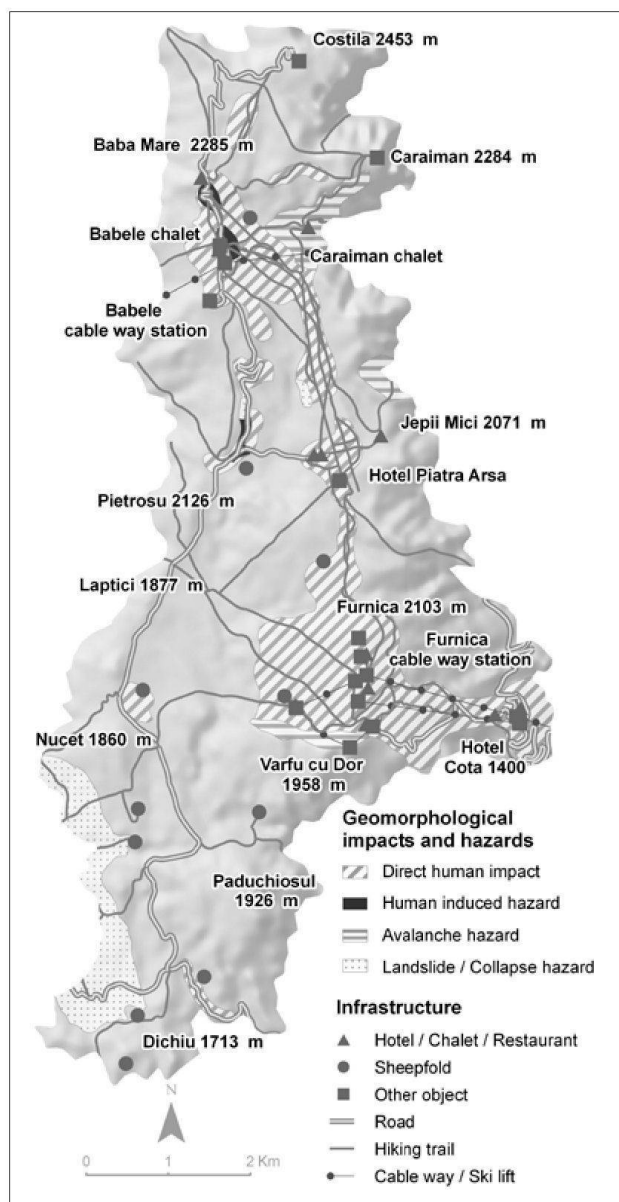 Costila 2453 m
Baba Mare 2285 m
Caraiman 2284 m
Babele chalet
Caraiman chalet
Babele
cable way station
Jepii Mici 2071 m
Hotel Piatra Arsa
Pietrosu 2126 m
Laptici 1877 m
Furnica 2103 m
Furnica
cable way station
Nucet 1860 m
Hotel
Cota 1400
Varfu cu Dor
1958 m
Paduchiosul
1926 m
Dichiu 1713 m
Geomorphological
impacts and hazards
Direct human impact
Human induced hazard
Avalanche hazard
Landslide / Collapse hazard
Infrastructure
Hotel / Chalet / Restaurant
Sheepfold
Other object
Road
Hiking trail
Cable way / Ski lift
N
0 1 2 Km